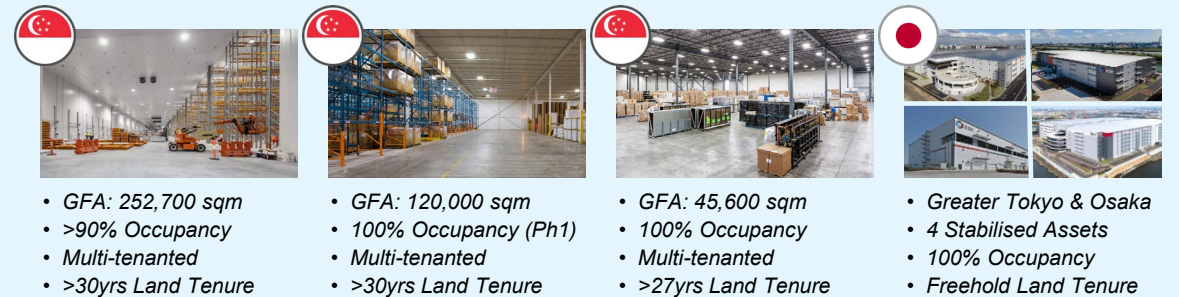 • GFA: 252,700 sqm
• >90% Occupancy
• Multi-tenanted
• >30yrs Land Tenure
• GFA: 120,000 sqm
• 100% Occupancy (Ph1)
• Multi-tenanted
• >30yrs Land Tenure
• GFA: 45,600 sqm
• 100% Occupancy
• Multi-tenanted
• >27yrs Land Tenure
• Greater Tokyo & Osaka
• 4 Stabilised Assets
• 100% Occupancy
• Freehold Land Tenure